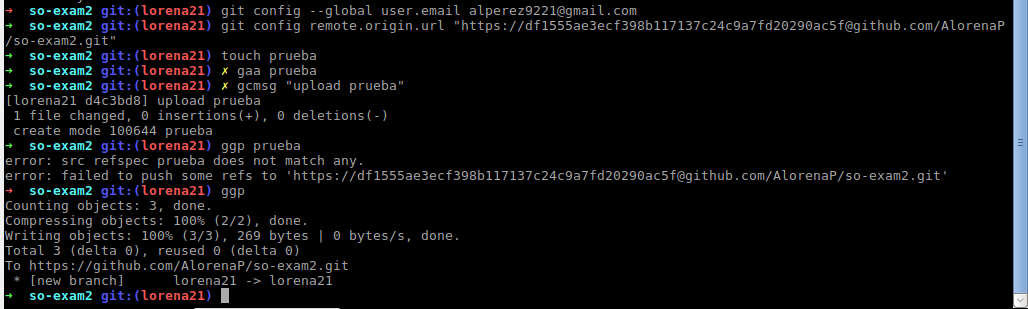 ➜ so-exam2 git:(lorena21) git config --global user.email alperez9221@gmail.com
➜ so-exam2 git:(lorena21) git config remote.origin.url "https://df1555ae3ecf398b117137c24c9a7fd20290ac5f@github.com/AlorenaP
/so-exam2.git"
➜ so-exam2 git:(lorena21) touch prueba
➜ so-exam2 git:(lorena21) ✗ gaa prueba
➜ so-exam2 git:(lorena21) ✗ gcmsg "upload prueba"
[lorena21 d4c3bd8] upload prueba
1 file changed, 0 insertions(+), 0 deletions(-)
create mode 100644 prueba
➜ so-exam2 git:(lorena21) ggp prueba
error: src refspec prueba does not match any.
error: failed to push some refs to 'https://df1555ae3ecf398b117137c24c9a7fd20290ac5f@github.com/AlorenaP/so-exam2.git'
➜ so-exam2 git:(lorena21) ggp
Counting objects: 3, done.
Compressing objects: 100% (2/2), done.
Writing objects: 100% (3/3), 269 bytes | 0 bytes/s, done.
Total 3 (delta 0), reused 0 (delta 0)
To https://github.com/AlorenaP/so-exam2.git
* [new branch] lorena21 -> lorena21
➜ so-exam2 git:(lorena21)